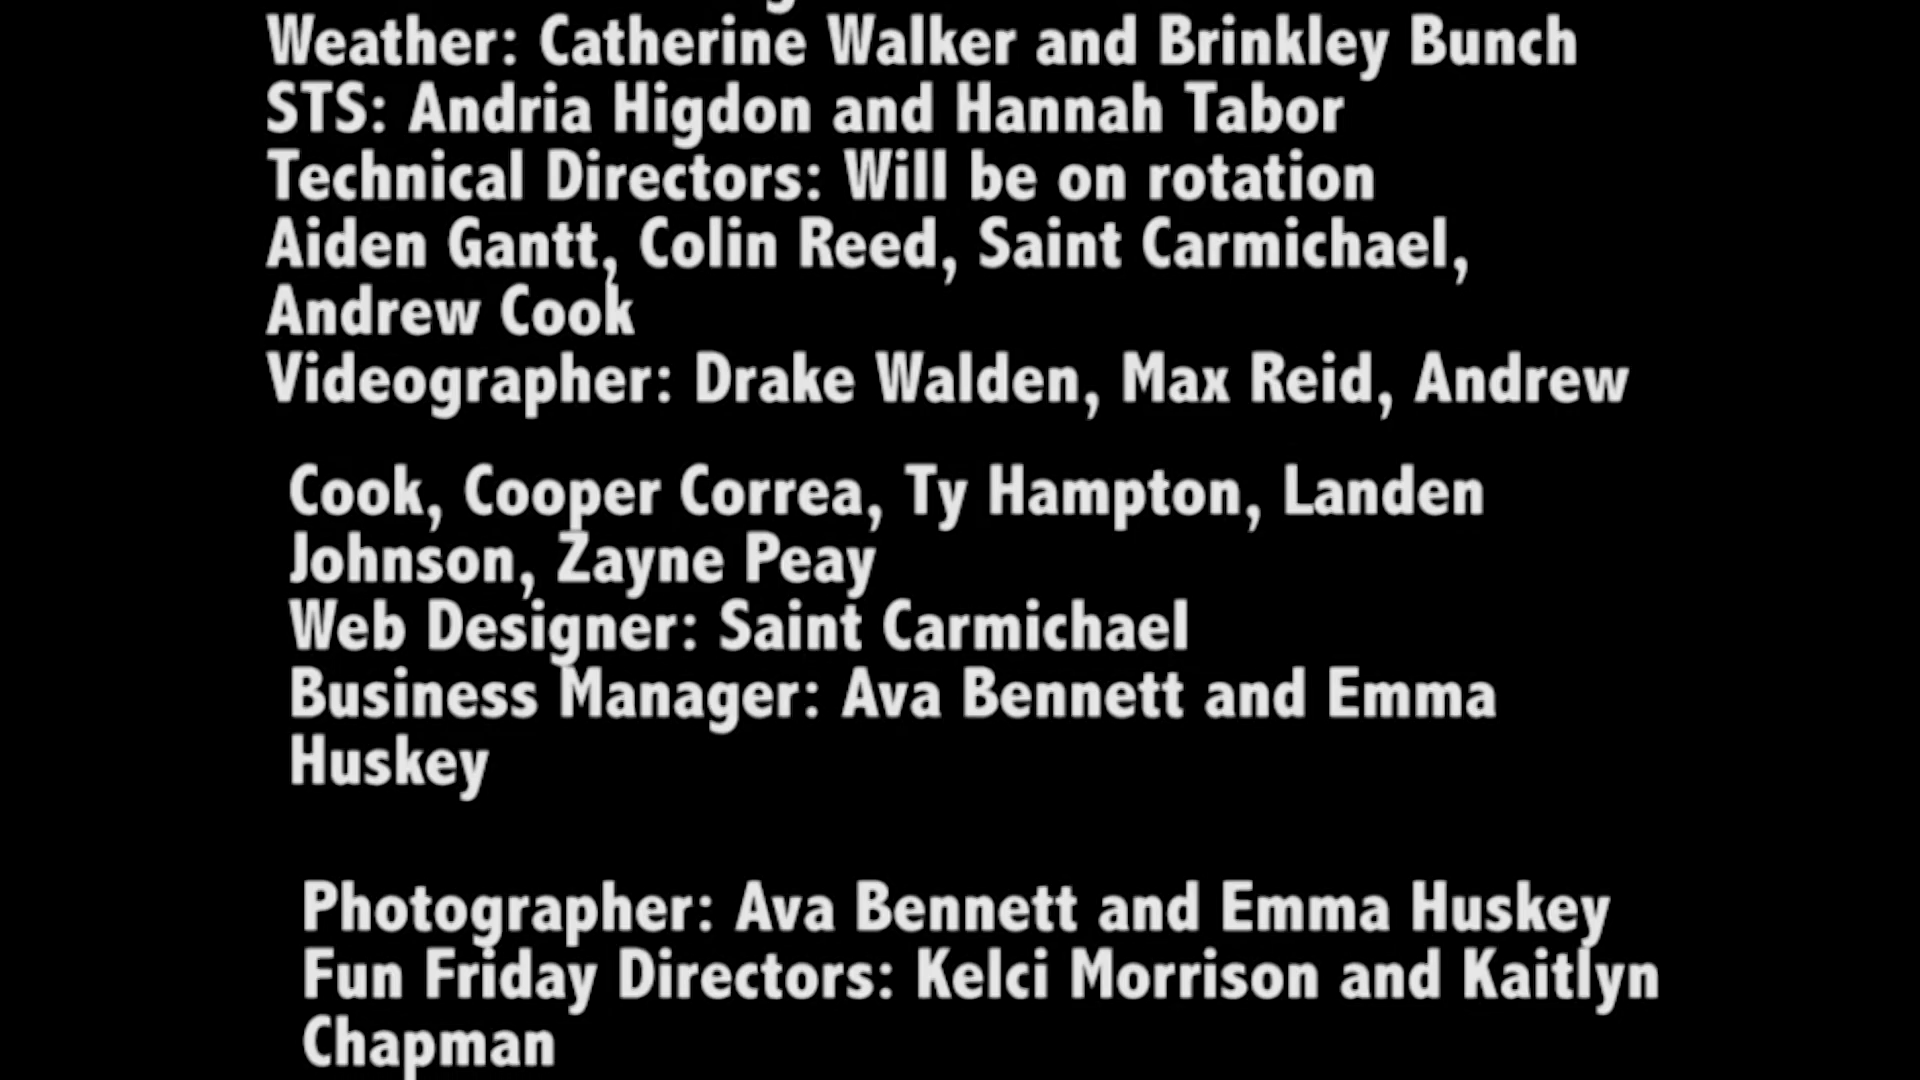 Weather: Catherine Walker and Brinkley Bunch
STS: Andria Higdon and Hannah Tabor
Technical Directors: Will be on rotation
Aiden Gantt, Colin Reed, Saint Carmichael,
Andrew Cook
Videographer: Drake Walden, Max Reid, Andrew
Cook, Cooper Correa, Ty Hampton, Landen
Johnson, Zayne Peay
Web Designer: Saint Carmichael
Business Manager: Ava Bennett and Emma
Huskey
Photographer: Ava Bennett and Emma Huskey
Fun Friday Directors: Kelci Morrison and Kaitlyn
Chapman